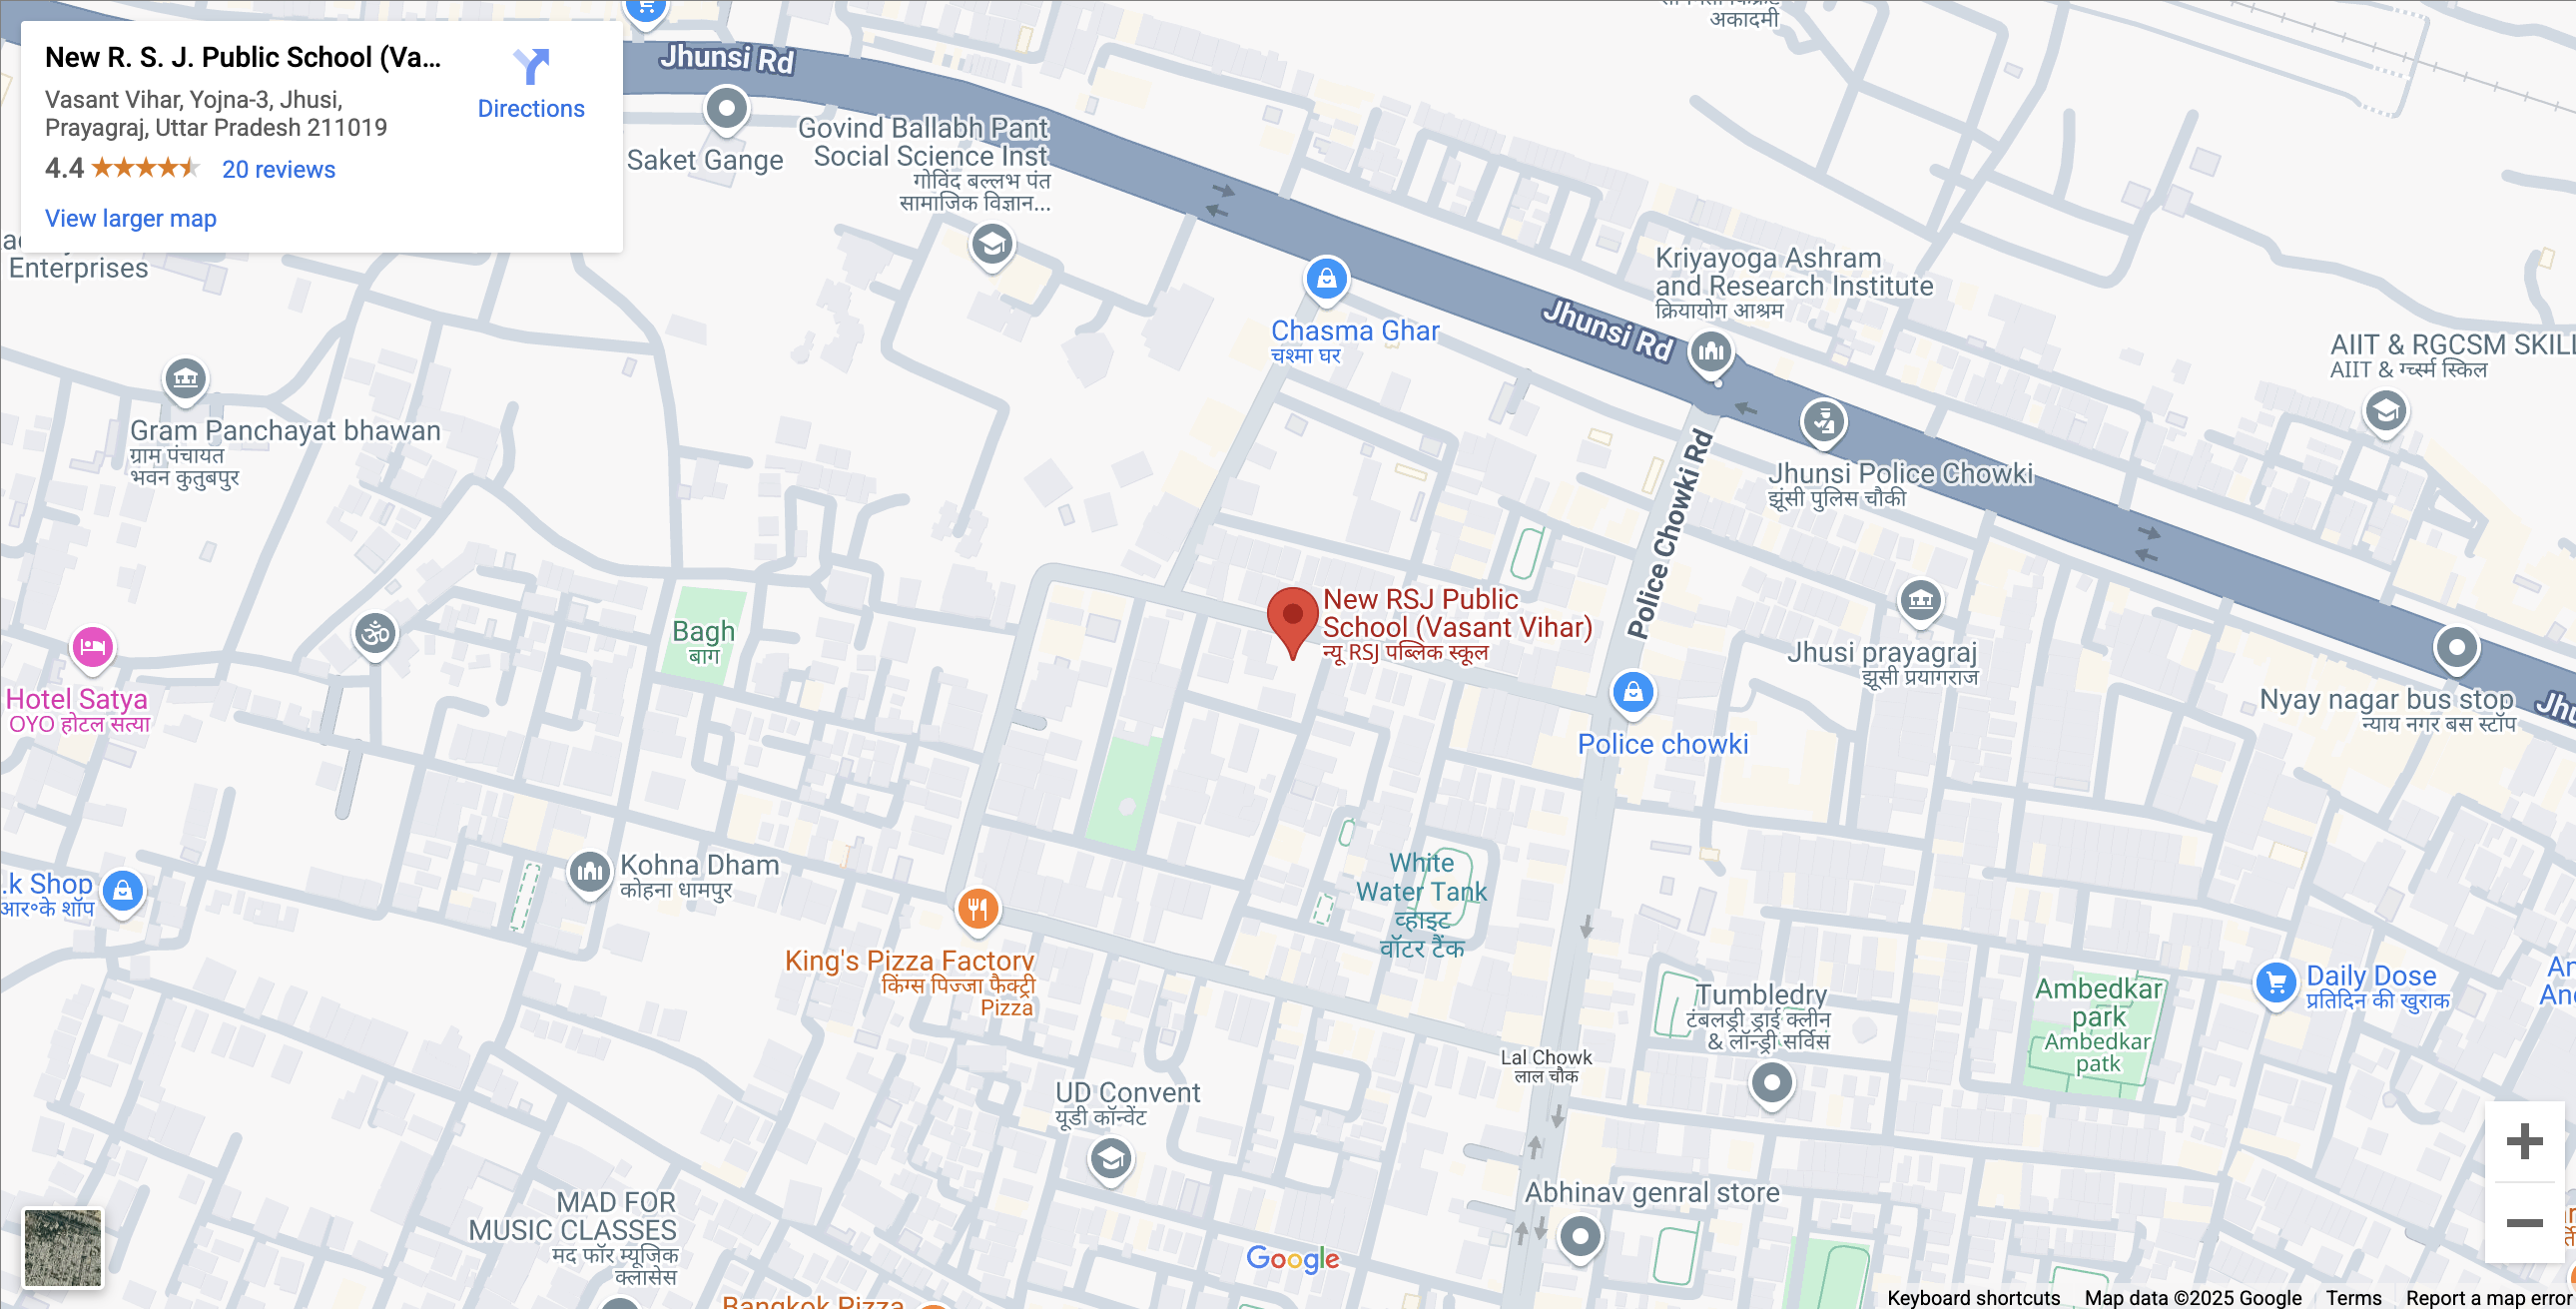 New R. S. J. Public School (Va...
Vasant Vihar, Yojna-3, Jhusi,
Prayagraj, Uttar Pradesh 211019
4.4
20 reviews
View larger map
Directions
Jhunsi Rd
अकादमी
Saket Gange
Govind Ballabh Pant
Social Science Inst
गोविंद बल्लभ पंत
सामाजिक विज्ञान...
Enterprises
Chasma Ghar
चश्मा घर
Jhunsi Rd
Kriyayoga Ashram
and Research Institute
क्रियायोग आश्रम
AIIT & RGCSM SKILL
AIIT & ग्च्स्म स्किल
Gram Panchayat bhawan
ग्राम पंचायत
भवन कुतुबपुर
Jhunsi Police Chowki
झूंसी पुलिस चौकी
Police Chowki Rd
New RSJ Public
School (Vasant Vihar)
न्यू RSJ पब्लिक स्कूल
Bagh
बाग
Jhusi prayagraj
झूसी प्रयागराज
Hotel Satya
OYO होटल सत्या
Nyay nagar bus stop
न्याय नगर बस स्टॉप
Jhu
Police chowki
.k Shop
आर॰के शॉप
Kohna Dham
कोहना धामपुर
White
Water Tank
व्हाइट
वॉटर टैंक
King's Pizza Factory
किंग्स पिज्जा फैक्ट्री
Pizza
Tumbledry
टंबलड्री ड्राई क्लीन
& लॉन्ड्री सर्विसं
Ambedkar
park
Ambedkar
patk
Daily Dose
प्रतिदिन की खुराक
An
And
Lal Chowk
लाल चौक
UD Convent
यूडी कॉन्वेंट
MAD FOR
MUSIC CLASSES
मद फॉर म्यूजिक
क्लासेस
Abhinav genral store
Google
Bangkok Pizza
Keyboard shortcuts
Map data ©2025 Google
Terms
Report a map error